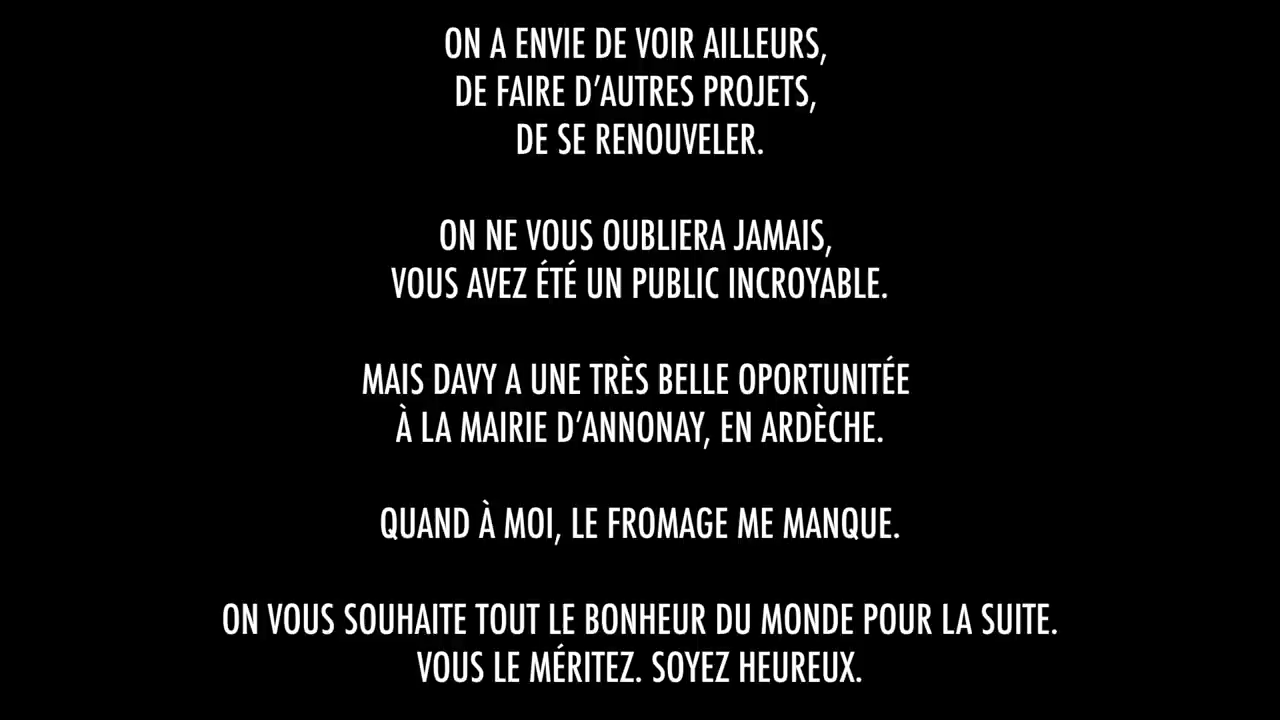 ON A ENVIE DE VOIR AILLEURS,
DE FAIRE D'AUTRES PROJETS,
DE SE RENOUVELER.
ON NE VOUS OUBLIERA JAMAIS,
VOUS AVEZ ÉTÉ UN PUBLIC INCROYABLE.
MAIS DAVY A UNE TRÈS BELLE OPORTUNITÉE
À LA MAIRIE D'ANNONAY, EN ARDÈCHE.
QUAND À MOI, LE FROMAGE ME MANQUE.
ON VOUS SOUHAITE TOUT LE BONHEUR DU MONDE POUR LA SUITE.
VOUS LE MÉRITEZ. SOYEZ HEUREUX.